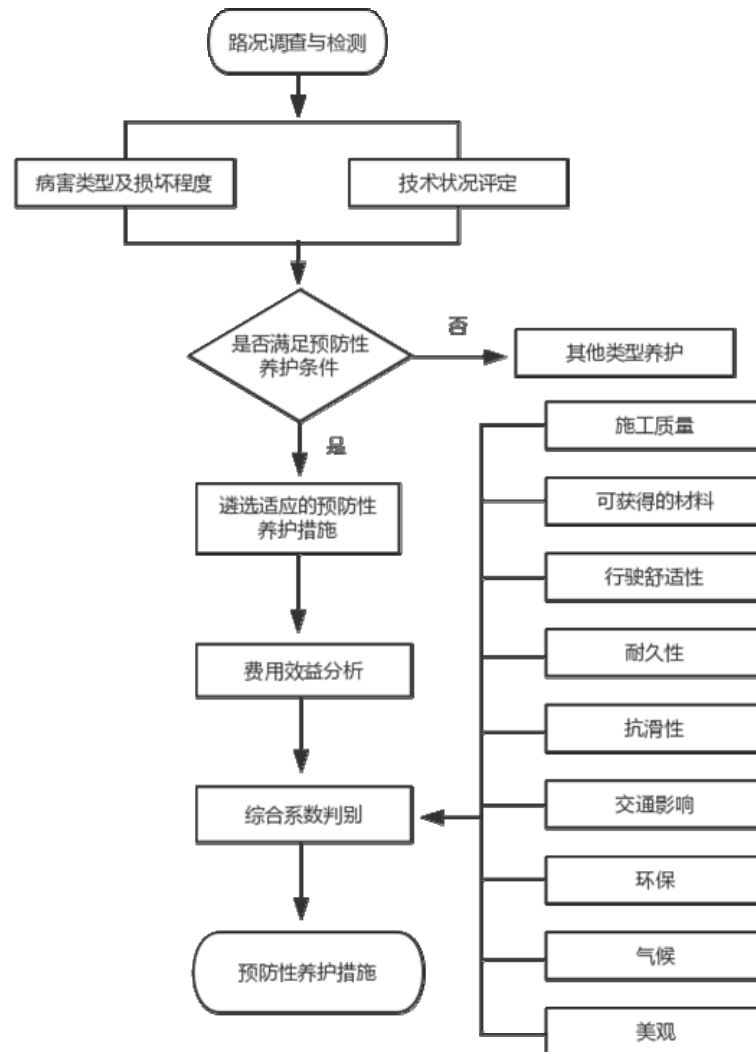 路况调查与检测
病害类型及损坏程度
技术状况评定
是否满足预防性
养护条件
否
其他类型养护
是
遴选适应的预防性
养护措施
费用效益分析
综合系数判别
预防性养护措施
施工质量
可获得的材料
行驶舒适性
耐久性
抗滑性
交通影响
环保
气候
美观